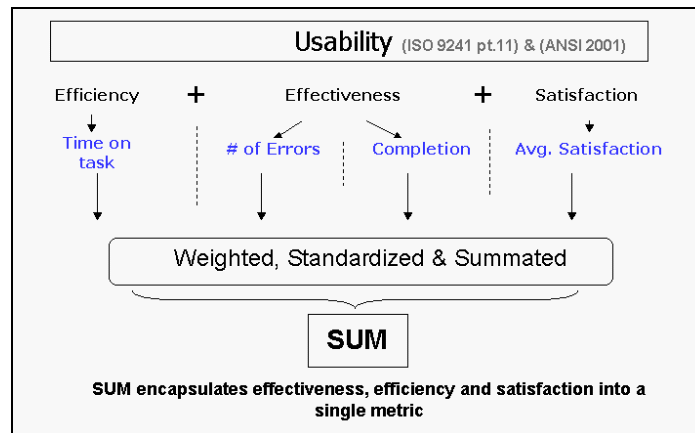 Usability (ISO 9241 pt.11) & (ANSI 2001)
Efficiency + Effectiveness + Satisfaction
Time on
task
# of Errors
Completion
Avg. Satisfaction
Weighted, Standardized & Summated
SUM
SUM encapsulates effectiveness, efficiency and satisfaction into a
single metric